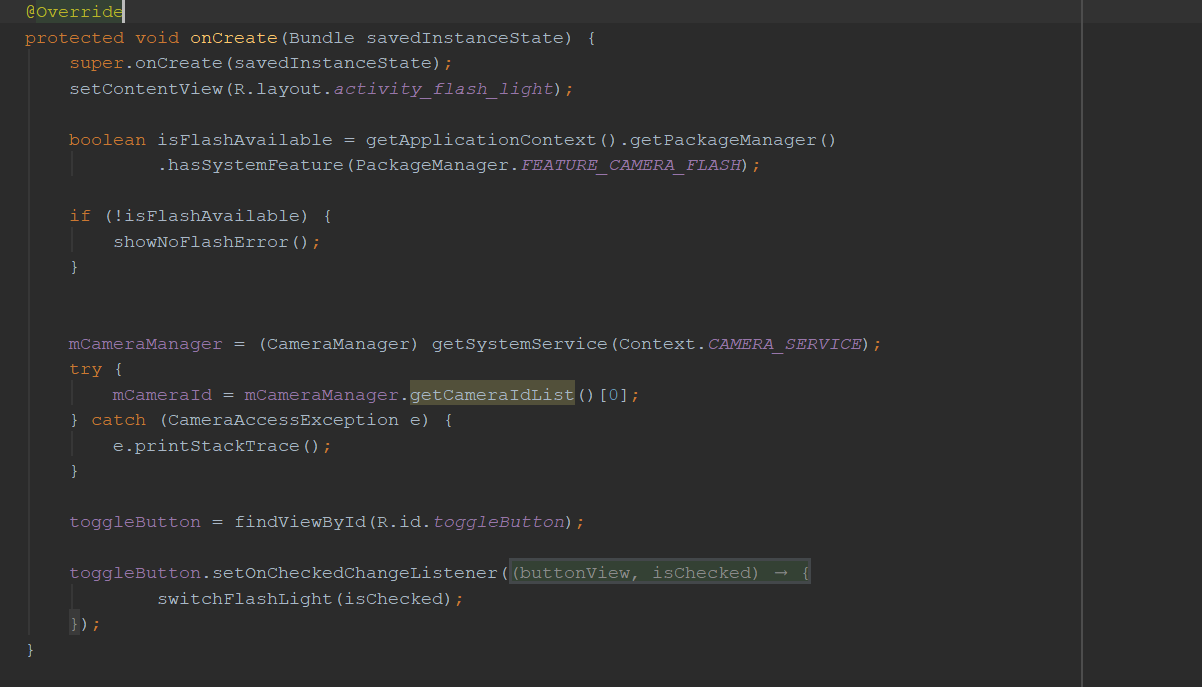 @Override
protected void onCreate(Bundle savedInstanceState) {
super.onCreate(savedInstanceState);
setContentView(R.layout.activity_flash_light);
boolean isFlashAvailable = getApplicationContext().getPackageManager()
.hasSystemFeature(PackageManager.FEATURE_CAMERA_FLASH);
if (!isFlashAvailable) {
showNoFlashError();
}
mCameraManager = (CameraManager) getSystemService(Context.CAMERA_SERVICE);
try {
mCameraId = mCameraManager.getCameraIdList()[0];
} catch (CameraAccessException e) {
e.printStackTrace();
}
toggleButton = findViewById(R.id.toggleButton);
toggleButton.setOnCheckedChangeListener((buttonView, isChecked) → {
switchFlashLight(isChecked);
});
}